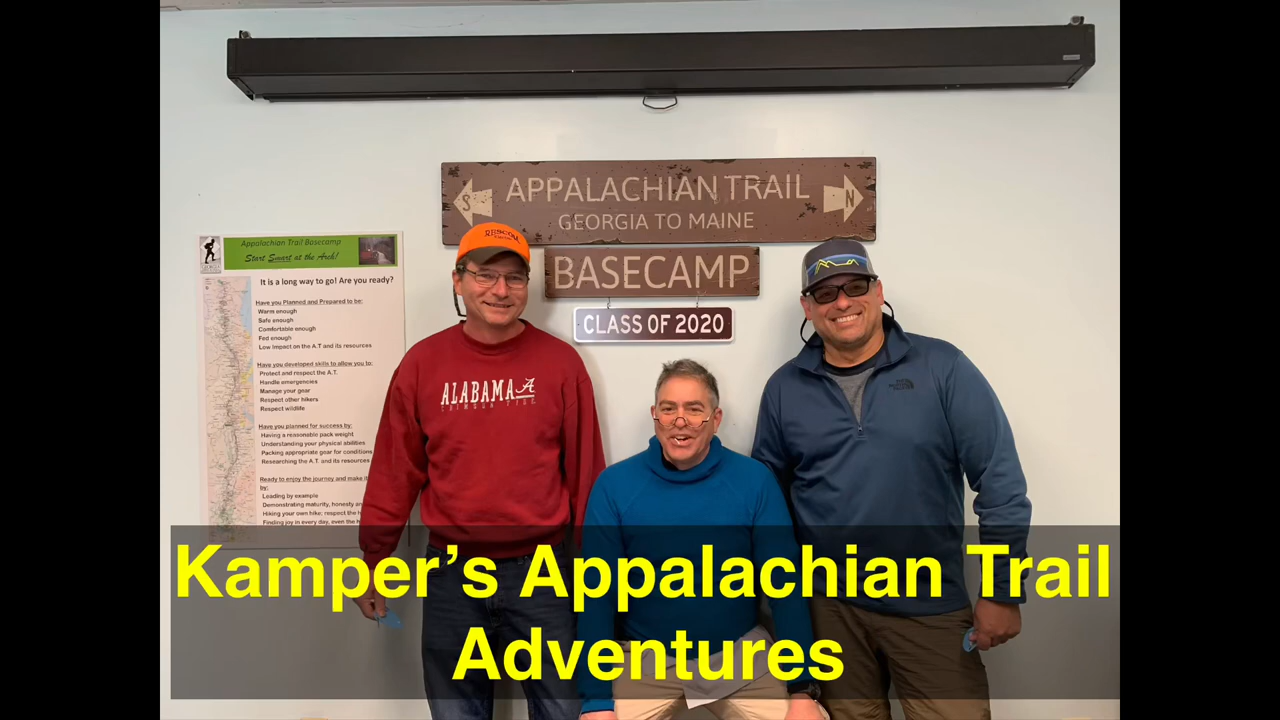 APPALACHIAN TRAIL
S
N
GEORGIA TO MAINE
BASECAMP
CLASS OF 2020
Appalachian Trail Basecamp
Start Smart at the Arch!
It is a long way to go! Are you ready?
Have you Planned and Prepared to be:
Warm enough
Safe enough
Comfortable enough
Fed enough
Low Impact on the A.T and its resources
Have you developed skills to allow you to:
Protect and respect the A.T.
Handle emergencies
Manage your gear
Respect other hikers
Respect wildlife
Have you planned for success by:
Having a reasonable pack weight
Understanding your physical abilities
Packing appropriate gear for conditions
Researching the A.T. and its resources
Ready to enjoy the journey and make it
by:
Leading by example
Demonstrating maturity, honesty an
Hiking your own hike: respect the h
Finding joy in every day, even the h
ALABAMA A
CRIMSON TIDE
Kamper's Appalachian Trail
Adventures